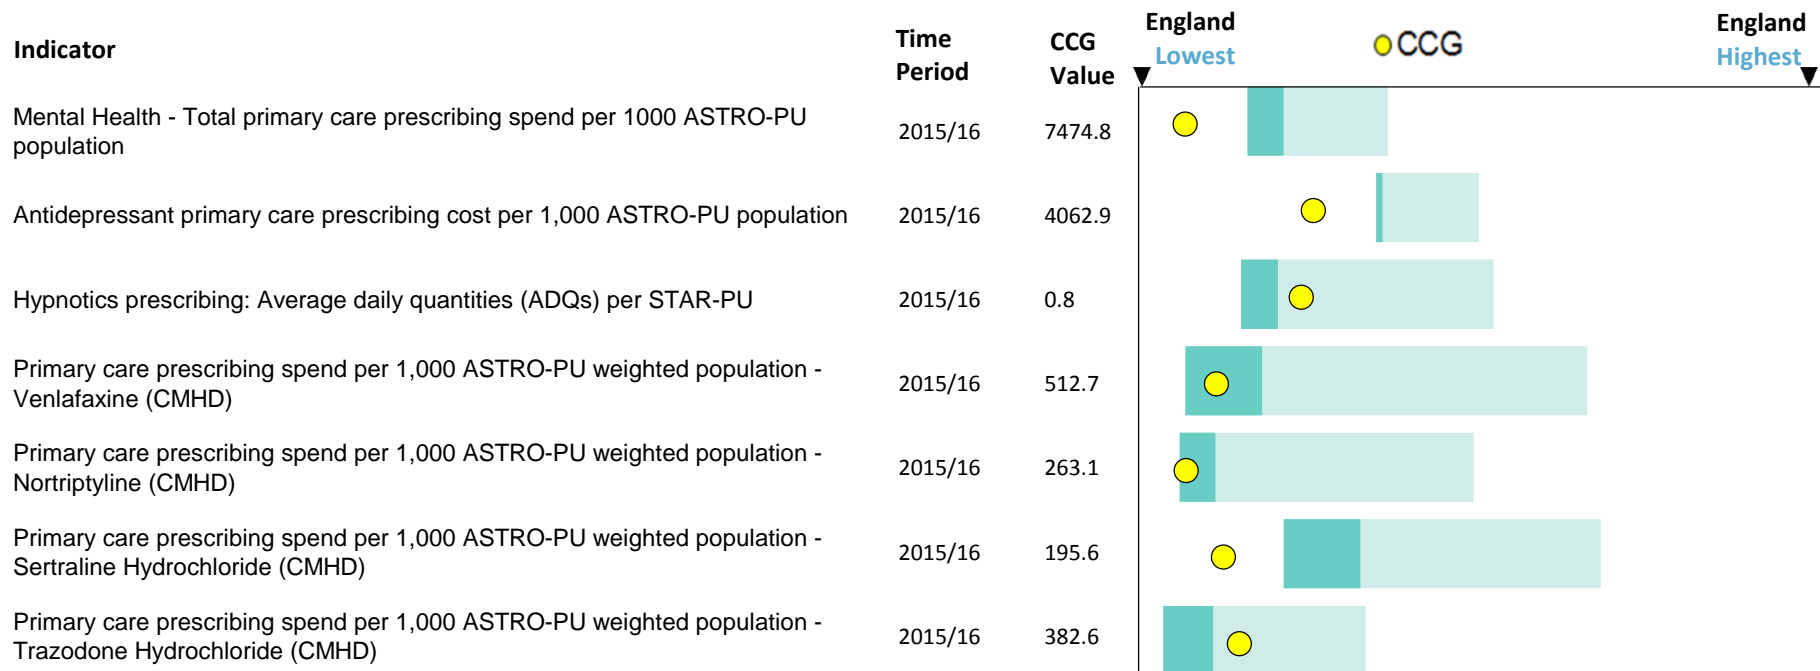 Indicator
Time
Period
CCG
Value
England
Lowest
CCG
England
Highest
Mental Health - Total primary care prescribing spend per 1000 ASTRO-PU
population
2015/16
7474.8
Antidepressant primary care prescribing cost per 1,000 ASTRO-PU population
2015/16
4062.9
Hypnotics prescribing: Average daily quantities (ADQs) per STAR-PU
2015/16
0.8
Primary care prescribing spend per 1,000 ASTRO-PU weighted population -
Venlafaxine (CMHD)
2015/16
512.7
Primary care prescribing spend per 1,000 ASTRO-PU weighted population -
Nortriptyline (CMHD)
2015/16
263.1
Primary care prescribing spend per 1,000 ASTRO-PU weighted population -
Sertraline Hydrochloride (CMHD)
2015/16
195.6
Primary care prescribing spend per 1,000 ASTRO-PU weighted population -
Trazodone Hydrochloride (CMHD)
2015/16
382.6